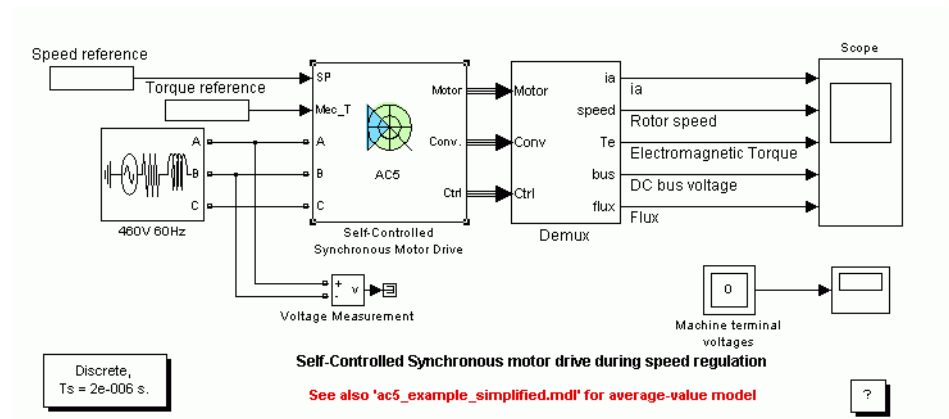 Scope
Speed reference
SP
Torque reference
Mec_T
A
B
C
A
B
C
460V 60Hz
AC5
Motor
Conv.
Ctrl
Self-Controlled
Synchronous Motor Drive
Motor
Conv
Ctrl
ia
speed
Te
bus
flux
Demux
ia
Rotor speed
Electromagnetic Torque
DC bus voltage
Flux
+
-
v
Voltage Measurement
0
Machine terminal
voltages
Discrete,
Ts = 2e-006 s.
Self-Controlled Synchronous motor drive during speed regulation
See also 'ac5_example_simplified.mdl' for average-value model
?